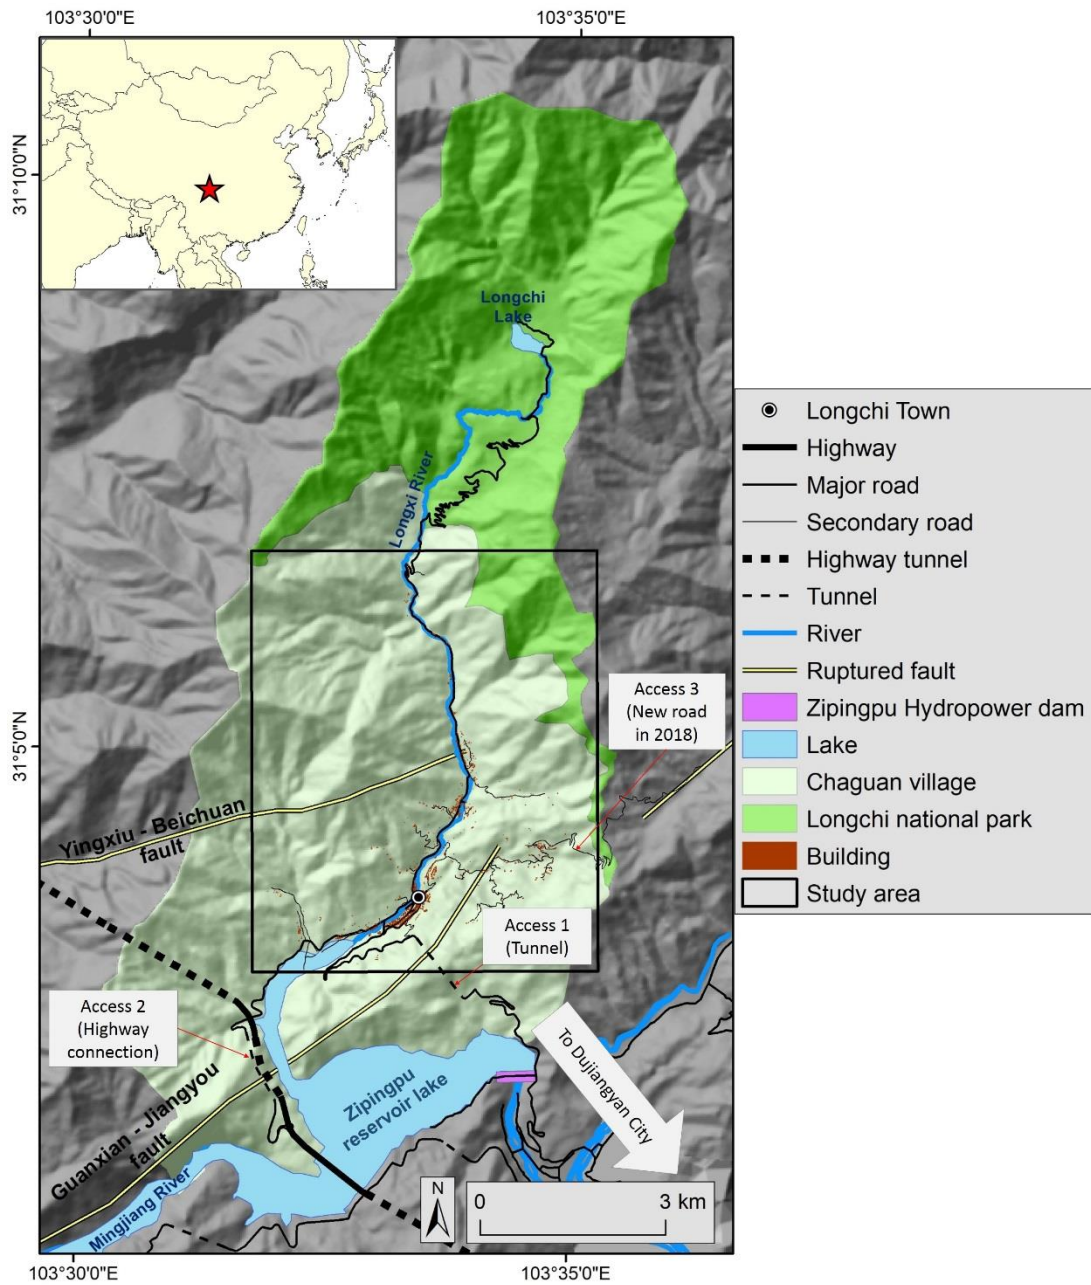 103°30'0"E
103°35'0"E
31°10'0"N
Longchi
Lake
Longxi River
Access 3
(New road
in 2018)
31°5'0"N
Yingxiu - Beichuan
fault
Access 1
(Tunnel)
Access 2
(Highway
connection)
To Dujiangyan City
Zipingpu
reservoir lake
Guanxian - Jiangyou
fault
Mingjiang River
N
0
3 km
103°30'0"E
103°35'0"E
Longchi Town
Highway
Major road
Secondary road
Highway tunnel
Tunnel
River
Ruptured fault
Zipingpu Hydropower dam
Lake
Chaguan village
Longchi national park
Building
Study area